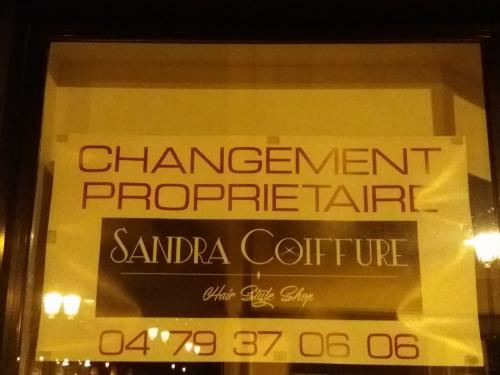 CHANGEMENT
PROPRIETAIRE
SANDRA COIFFURE
Hair Style Shop
04 79 37 06 06